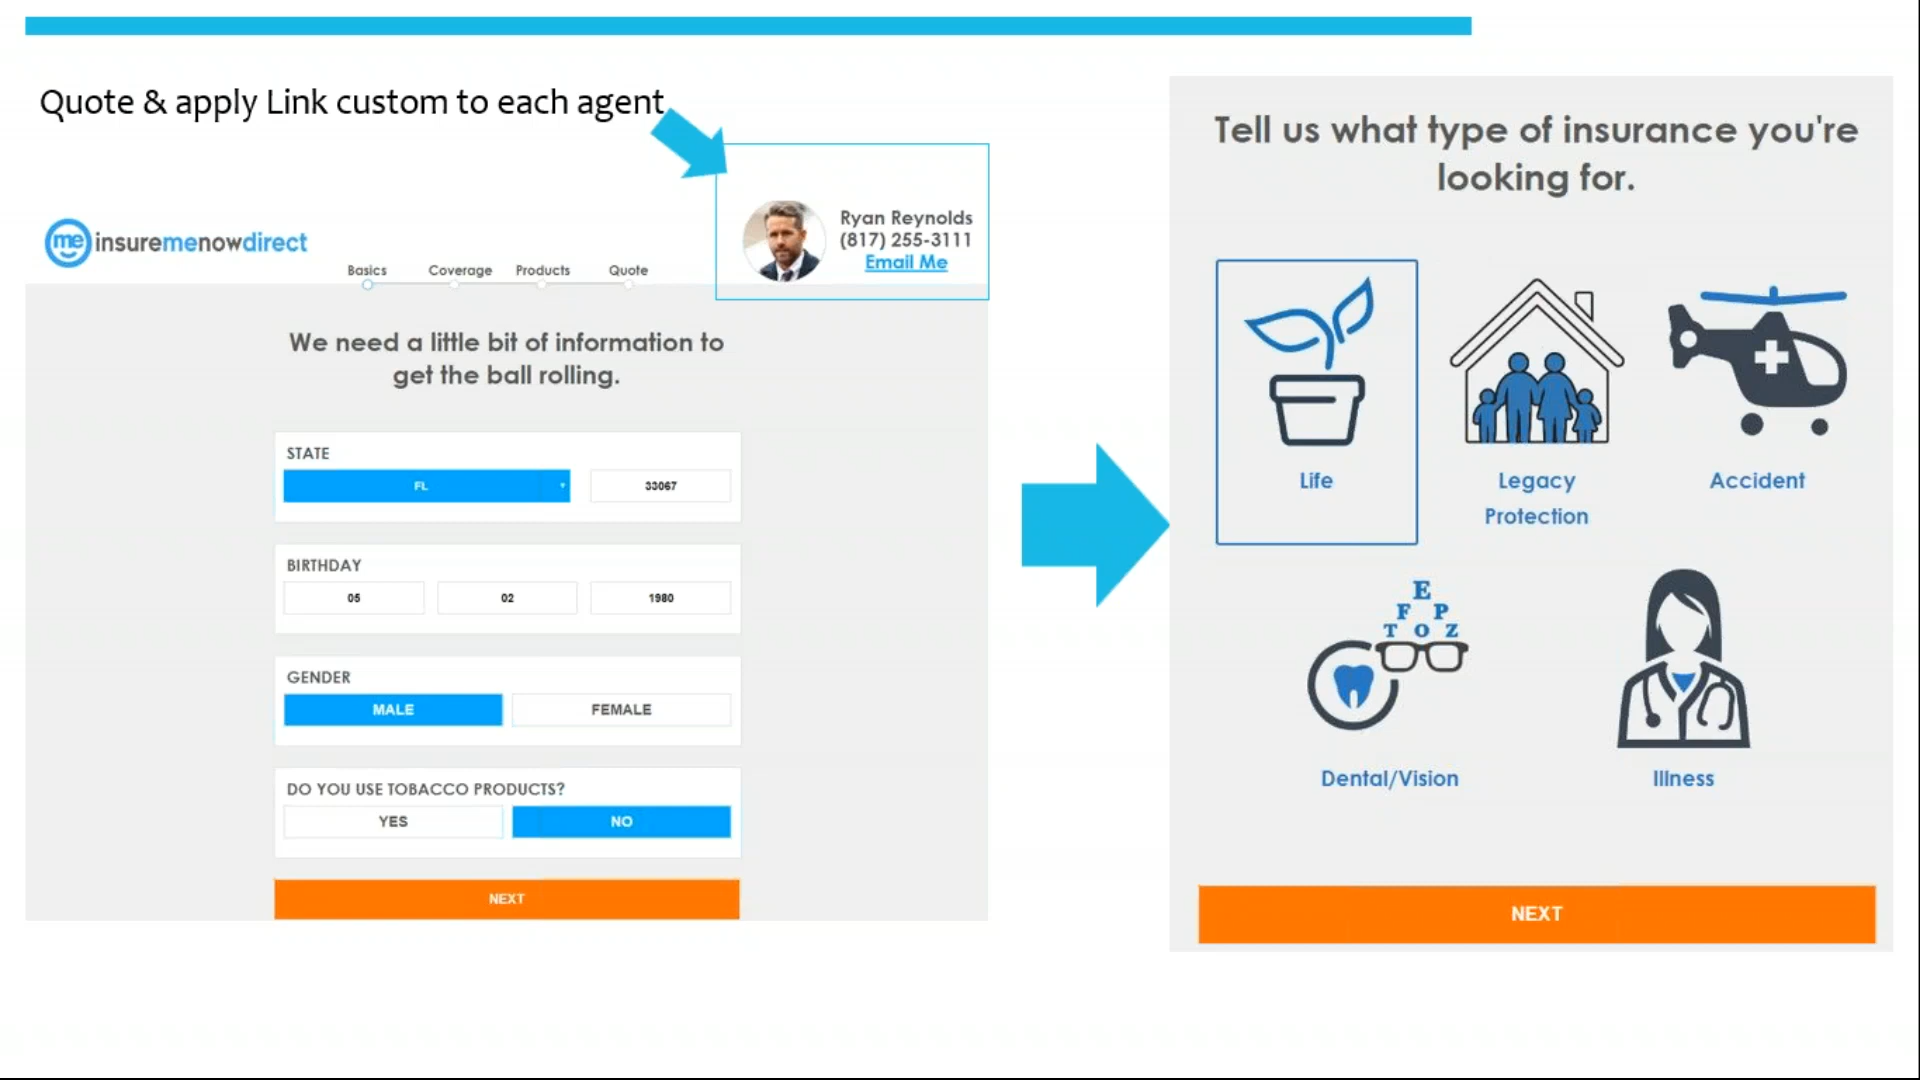 Quote & apply Link custom to each agent
me insuremenowdirect
Basics Coverage Products Quote
Ryan Reynolds
(817) 255-3111
Email Me
We need a little bit of information to
get the ball rolling.
STATE
FL 33067
BIRTHDAY
05 02 1980
GENDER
MALE FEMALE
DO YOU USE TOBACCO PRODUCTS?
YES NO
NEXT
Tell us what type of insurance you're
looking for.
Life
Legacy
Protection
Accident
E
F P
T O Z
Dental/Vision
Illness
NEXT